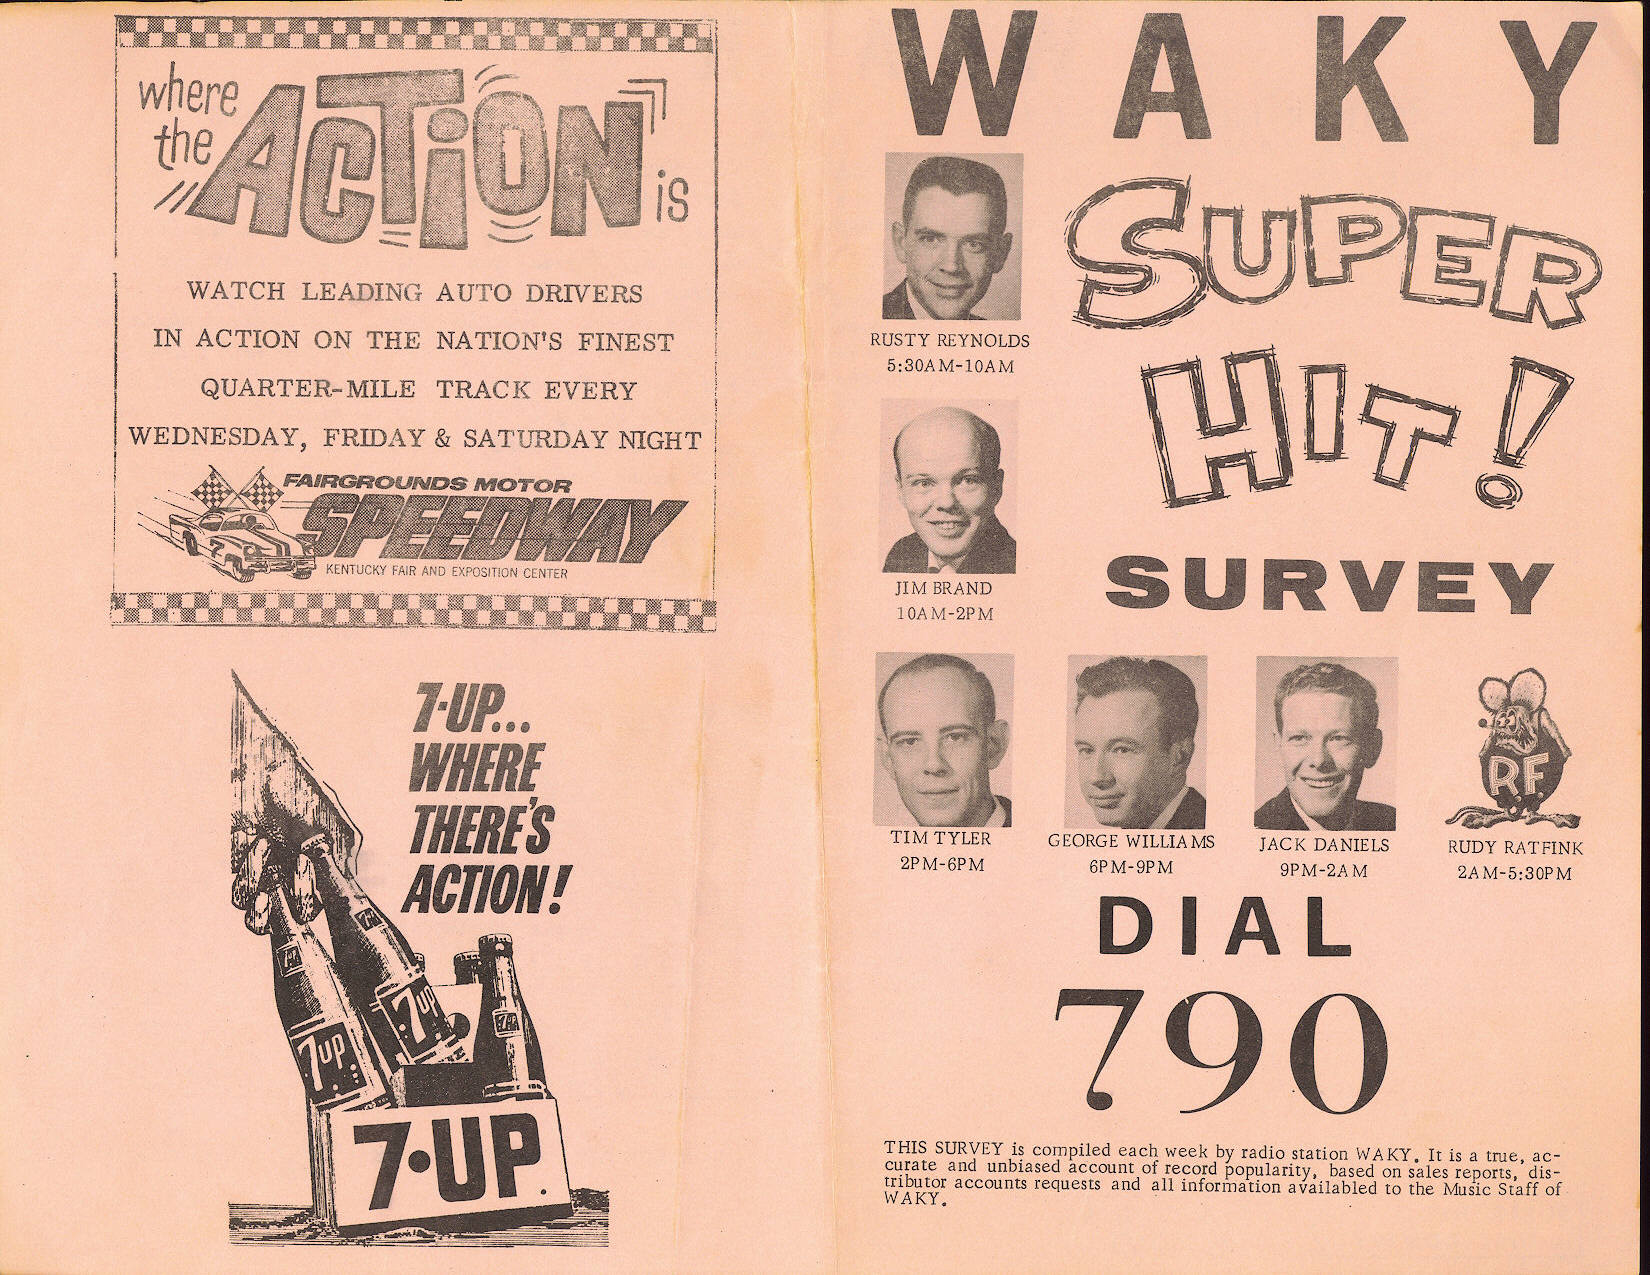 where
the
ACTION
is
WATCH LEADING AUTO DRIVERS
IN ACTION ON THE NATION'S FINEST
QUARTER-MILE TRACK EVERY
WEDNESDAY, FRIDAY & SATURDAY NIGHT
7
FAIRGROUNDS MOTOR
SPEEDWAY
KENTUCKY FAIR AND EXPOSITION CENTER
7-UP...
WHERE
THERE'S
ACTION!
7up
7up
7up
7up
7up
7·UP.
WAKY
SUPER
HIT!
SURVEY
RUSTY REYNOLDS
5:30AM-10AM
JIM BRAND
10AM-2PM
TIM TYLER
2PM-6PM
GEORGE WILLIAMS
6PM-9PM
JACK DANIELS
9PM-2AM
RF
RUDY RATFINK
2AM-5:30PM
DIAL
790
THIS SURVEY is compiled each week by radio station WAKY. It is a true, ac-
curate and unbiased account of record popularity, based on sales reports, dis-
tributor accounts requests and all information availabled to the Music Staff of
WAKY.